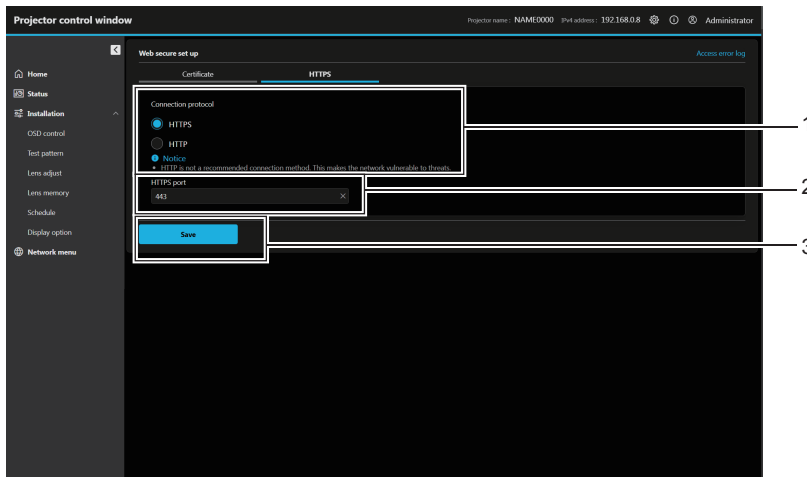 Projector control window
Projector name : NAME0000 IPv4 address : 192.168.0.8 Administrator
Home
Status
Installation
OSD control
Test pattern
Lens adjust
Lens memory
Schedule
Display option
Network menu
Web secure set up Access error log
Certificate HTTPS
Connection protocol
HTTPS
HTTP
Notice
• HTTP is not a recommended connection method. This makes the network vulnerable to threats.
HTTPS port
443
Save
1
2
3